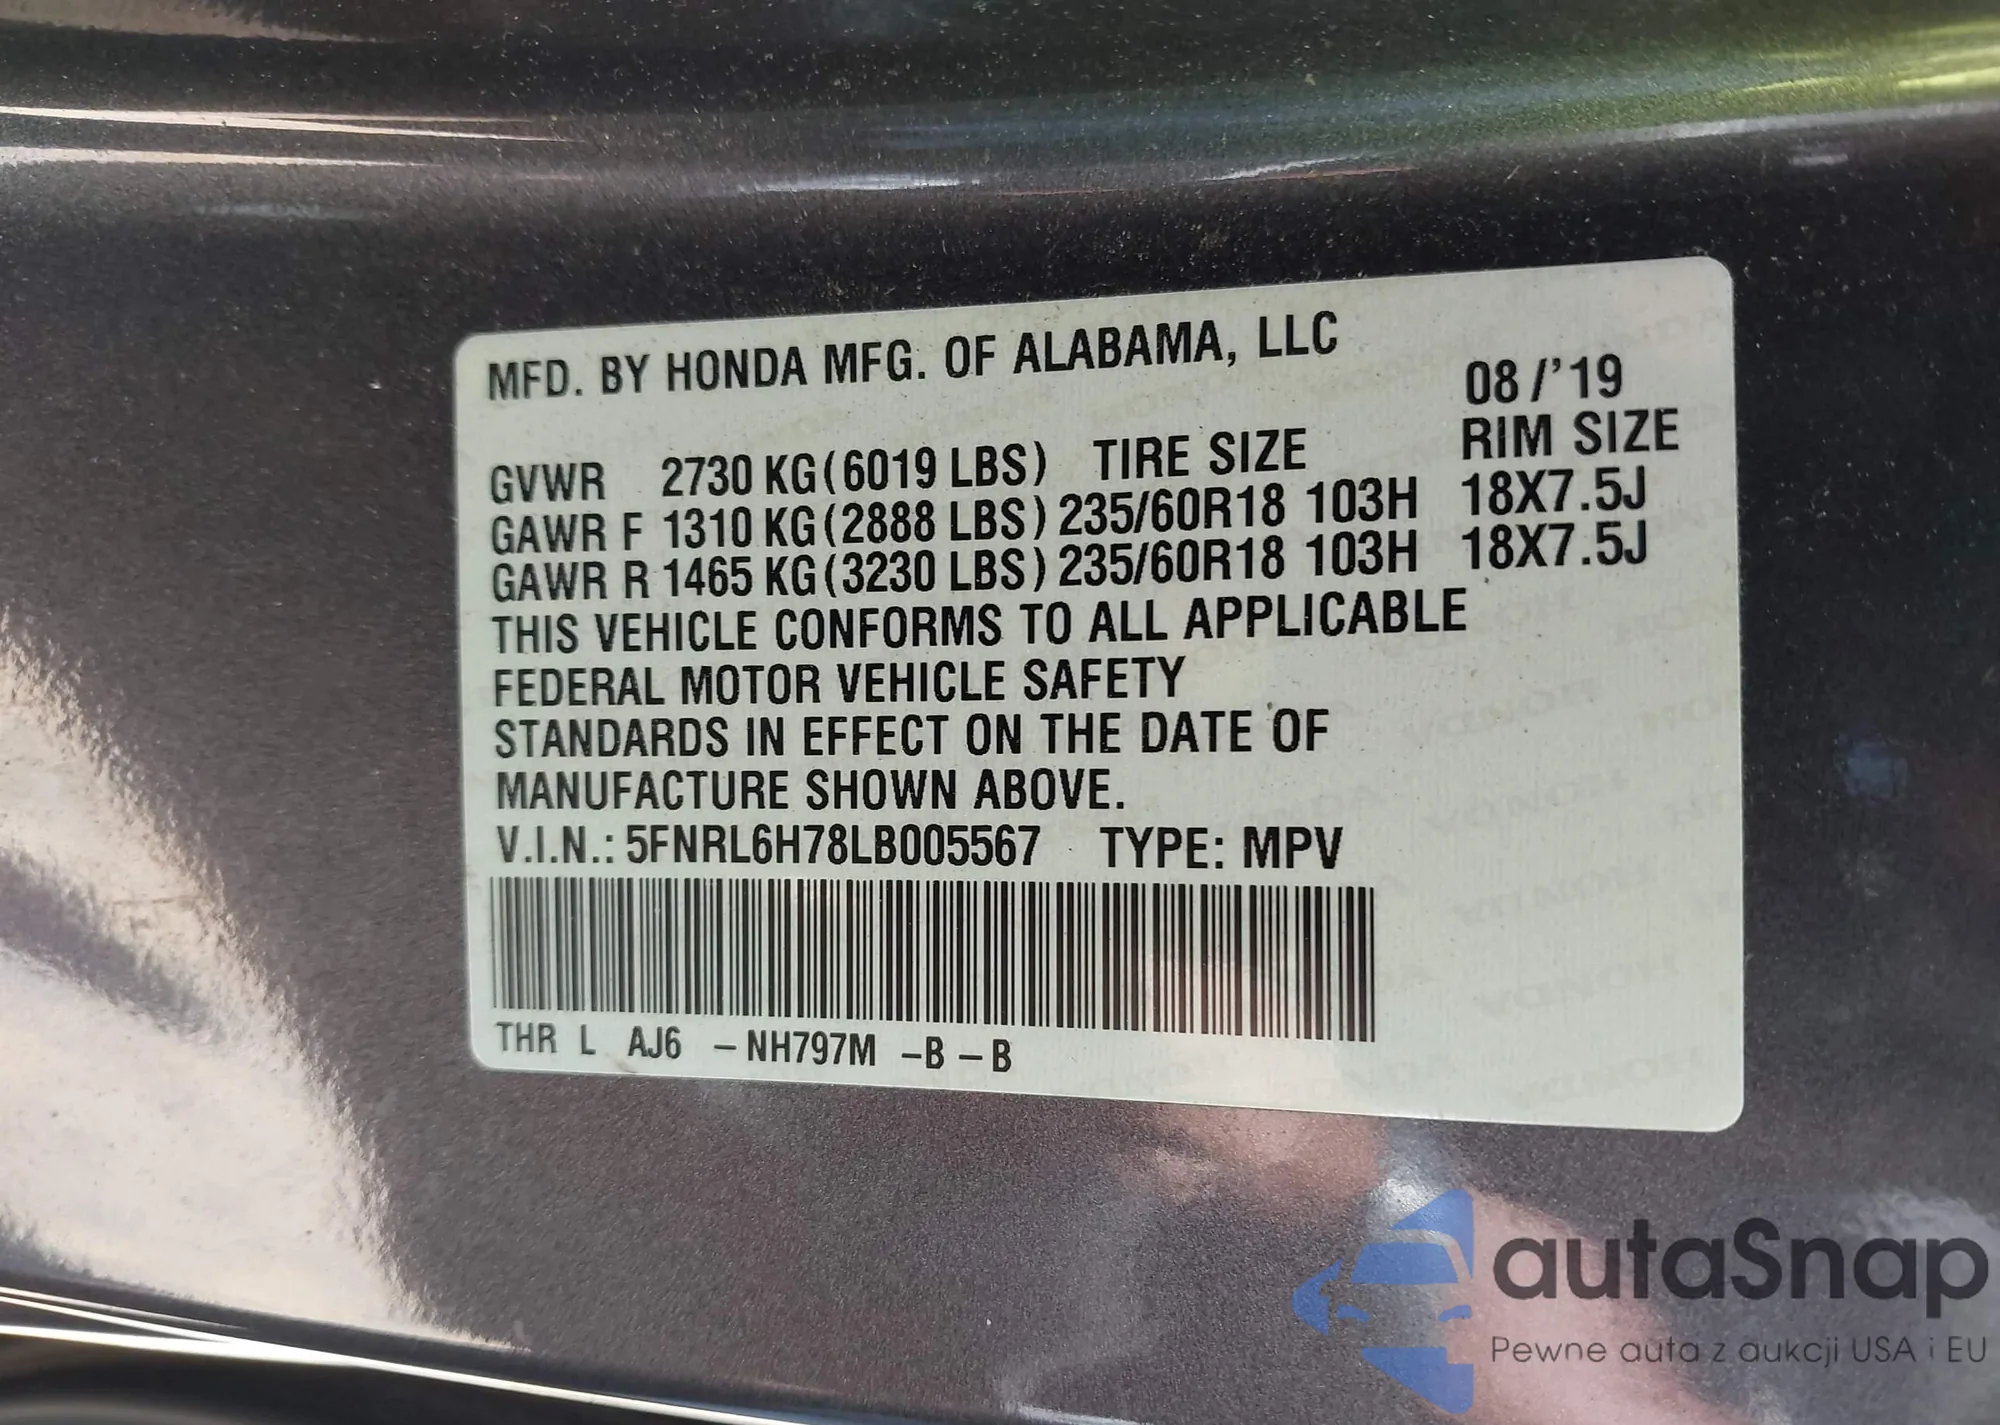 MFD. BY HONDA MFG. OF ALABAMA, LLC
08/'19
GVWR 2730 KG(6019 LBS) TIRE SIZE RIM SIZE
GAWR F 1310 KG(2888 LBS) 235/60R18 103H 18X7.5J
GAWR R 1465 KG(3230 LBS) 235/60R18 103H 18X7.5J
THIS VEHICLE CONFORMS TO ALL APPLICABLE
FEDERAL MOTOR VEHICLE SAFETY
STANDARDS IN EFFECT ON THE DATE OF
MANUFACTURE SHOWN ABOVE.
V.I.N.: 5FNRL6H78LB005567 TYPE: MPV
THR L AJ6 -NH797M -B-B
autaSnap
Pewne auta z aukcji USA i EU